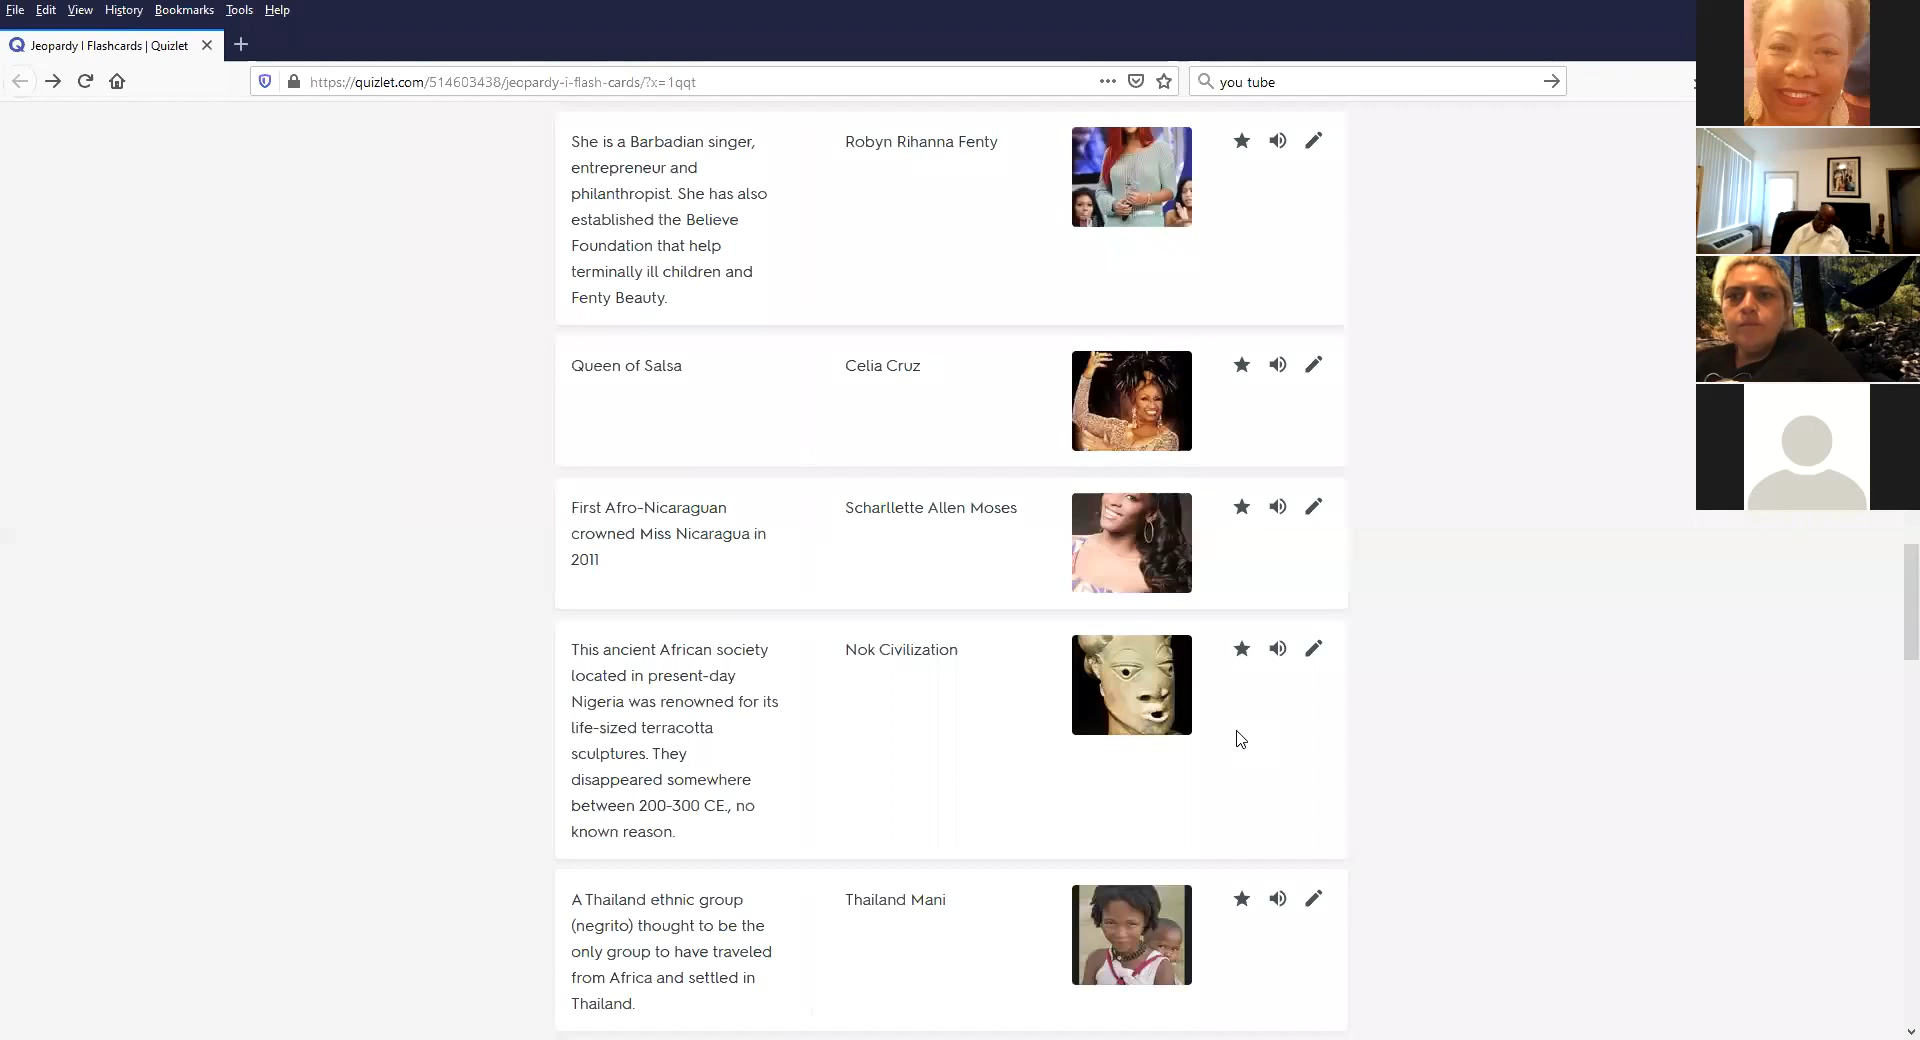 File Edit View History Bookmarks Tools Help
Jeopardy I Flashcards | Quizlet
https://quizlet.com/514603438/jeopardy-i-flash-cards/?x=1qqt
you tube
She is a Barbadian singer,
entrepreneur and
philanthropist. She has also
established the Believe
Foundation that help
terminally ill children and
Fenty Beauty.
Robyn Rihanna Fenty
Queen of Salsa
Celia Cruz
First Afro-Nicaraguan
crowned Miss Nicaragua in
2011
Scharllette Allen Moses
This ancient African society
located in present-day
Nigeria was renowned for its
life-sized terracotta
sculptures. They
disappeared somewhere
between 200-300 CE., no
known reason.
Nok Civilization
A Thailand ethnic group
(negrito) thought to be the
only group to have traveled
from Africa and settled in
Thailand.
Thailand Mani